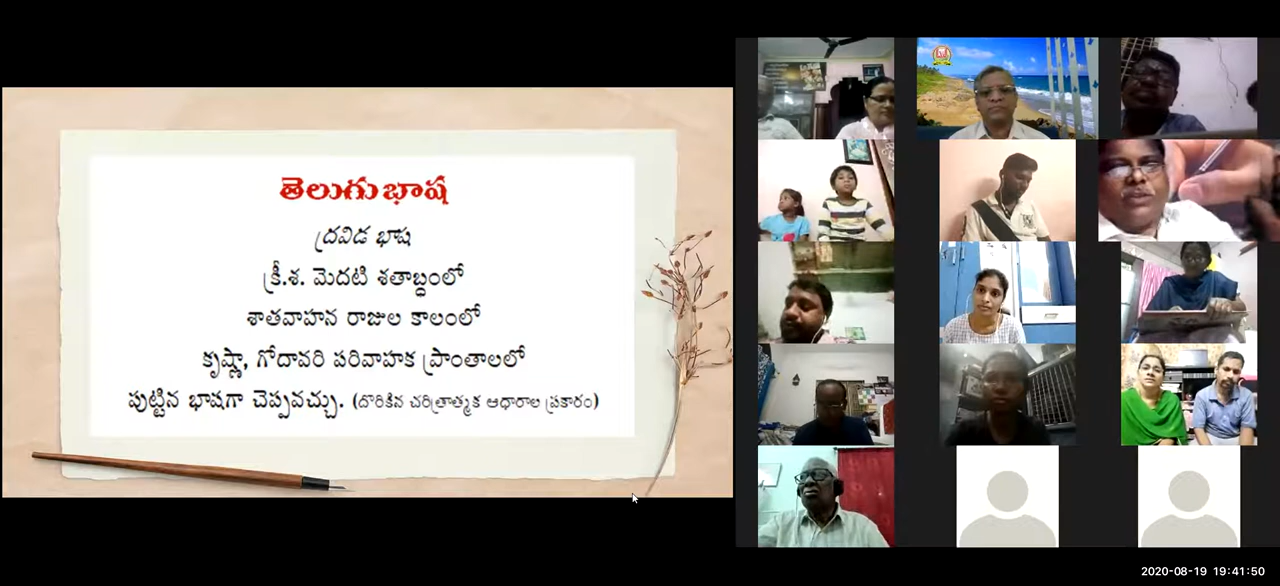 తెలుగు భాష
ద్రవిడ భాష
క్రీ.శ. మెదటి శతాబ్దంలో
శాతవాహన రాజుల కాలంలో
కృష్ణా, గోదావరి పరివాహక ప్రాంతాలలో
పుట్టిన భాషగా చెప్పవచ్చు. (దొరికిన చరిత్రాత్మక ఆధారాల ప్రకారం)
2020-08-19 19:41:50